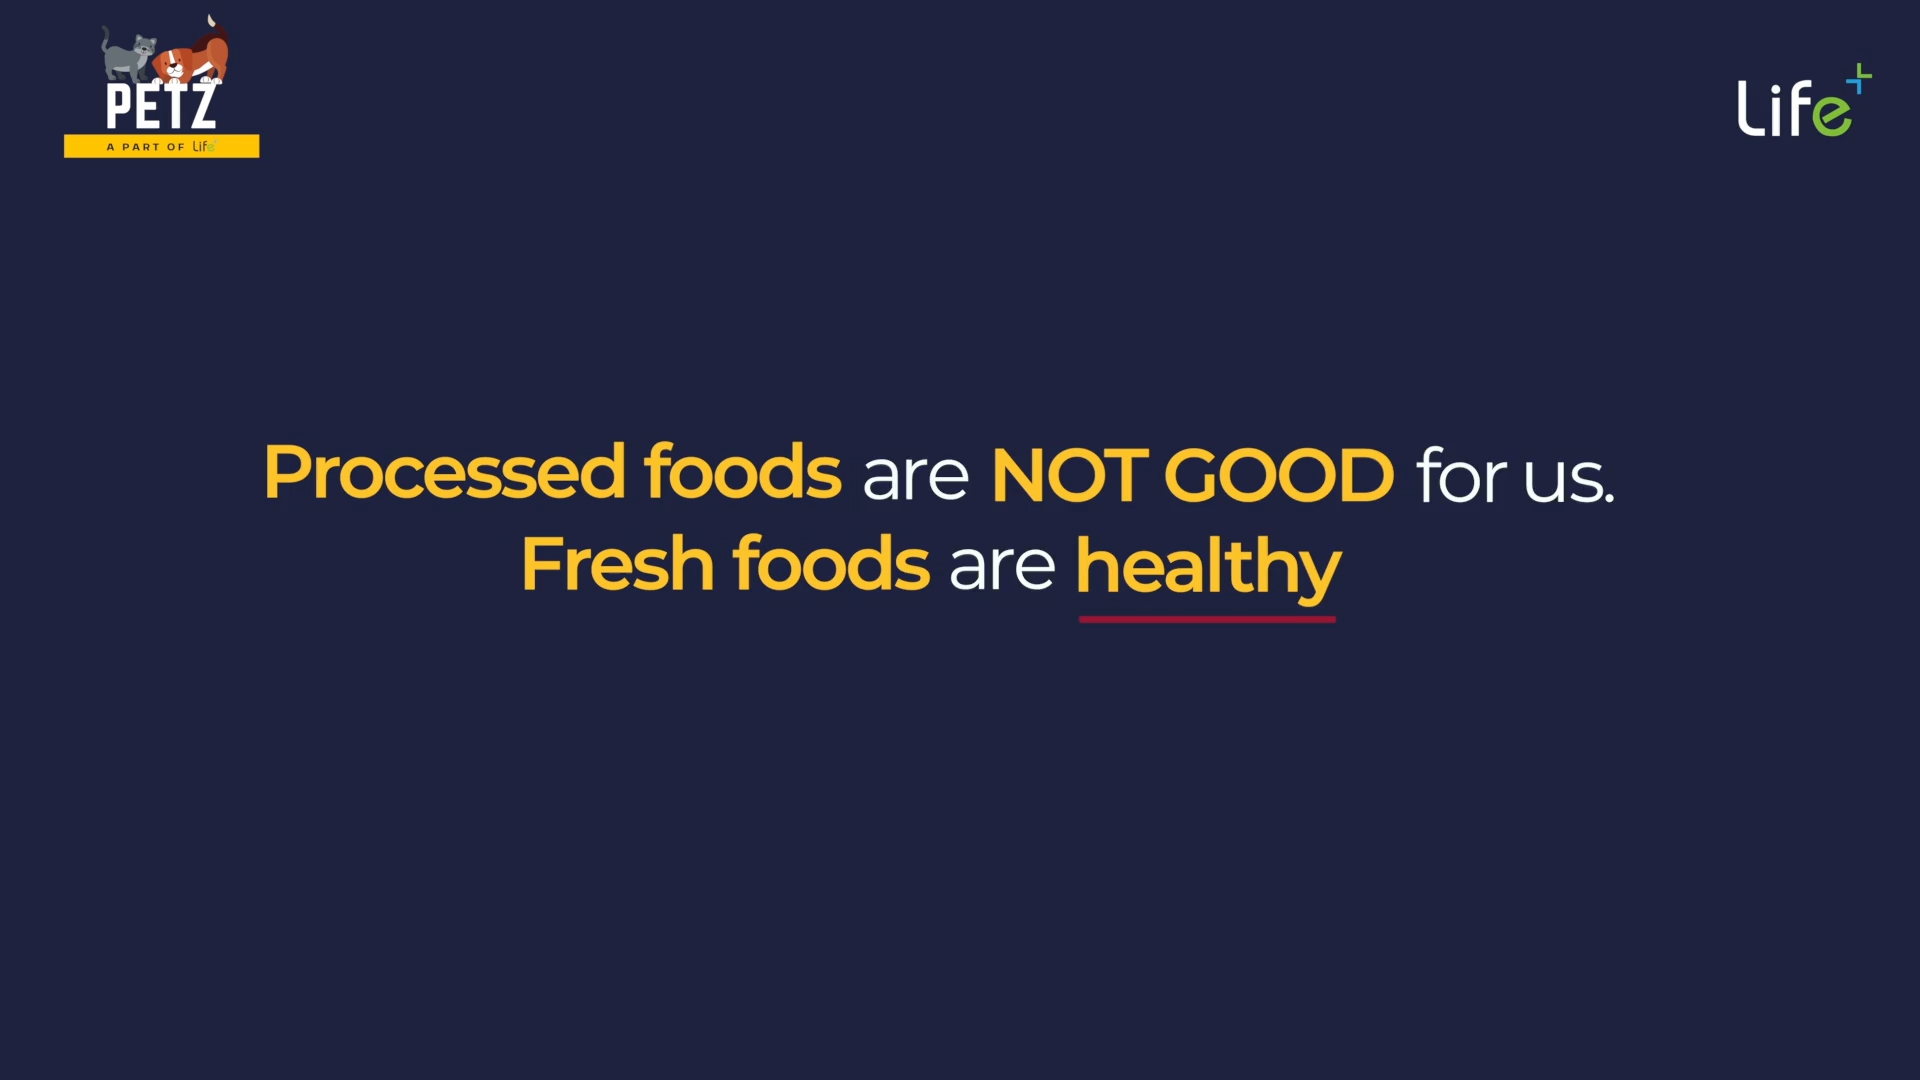 PETZ
A PART OF Life
Life
Processed foods are NOT GOOD for us.
Fresh foods are healthy